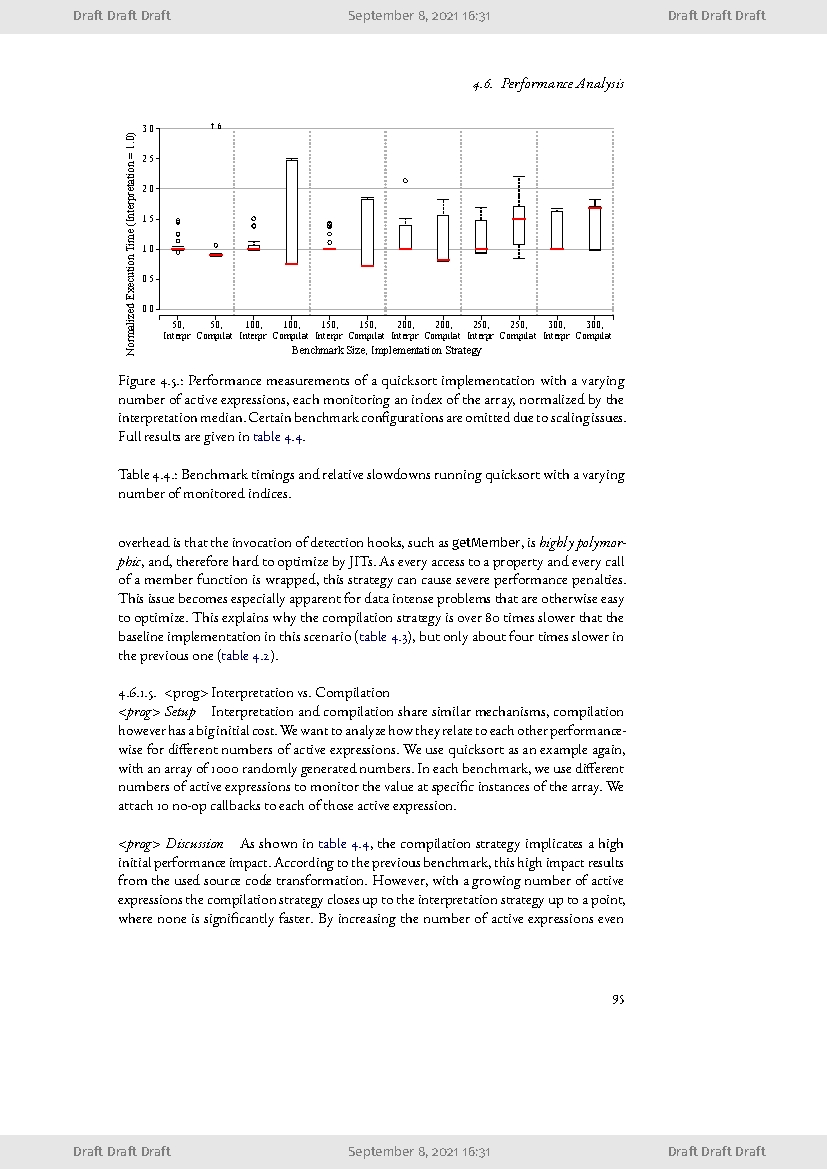 Draft Draft Draft September 8, 2021 16:31 Draft Draft Draft
4.6. Performance Analysis
↑ 6
3.0
2.5
2.0
1.5
1.0
0.5
0.0
Normalized Execution Time (Interpretation = 1.0)
50, 50, 100, 100, 150, 150, 200, 200, 250, 250, 300, 300,
Interpr Compilat Interpr Compilat Interpr Compilat Interpr Compilat Interpr Compilat Interpr Compilat
Benchmark Size, Implementation Strategy
Figure 4.5.: Performance measurements of a quicksort implementation with a varying
number of active expressions, each monitoring an index of the array, normalized by the
interpretation median. Certain benchmark configurations are omitted due to scaling issues.
Full results are given in table 4.4.
Table 4.4.: Benchmark timings and relative slowdowns running quicksort with a varying
number of monitored indices.
overhead is that the invocation of detection hooks, such as getMember, is highly polymor-
phic, and, therefore hard to optimize by JITs. As every access to a property and every call
of a member function is wrapped, this strategy can cause severe performance penalties.
This issue becomes especially apparent for data intense problems that are otherwise easy
to optimize. This explains why the compilation strategy is over 80 times slower that the
baseline implementation in this scenario (table 4.3), but only about four times slower in
the previous one (table 4.2).
4.6.1.5. <prog> Interpretation vs. Compilation
<prog> Setup Interpretation and compilation share similar mechanisms, compilation
however has a big initial cost. We want to analyze how they relate to each other performance-
wise for different numbers of active expressions. We use quicksort as an example again,
with an array of 1000 randomly generated numbers. In each benchmark, we use different
numbers of active expressions to monitor the value at specific instances of the array. We
attach 10 no-op callbacks to each of those active expression.
<prog> Discussion As shown in table 4.4, the compilation strategy implicates a high
initial performance impact. According to the previous benchmark, this high impact results
from the used source code transformation. However, with a growing number of active
expressions the compilation strategy closes up to the interpretation strategy up to a point,
where none is significantly faster. By increasing the number of active expressions even
95
Draft Draft Draft September 8, 2021 16:31 Draft Draft Draft